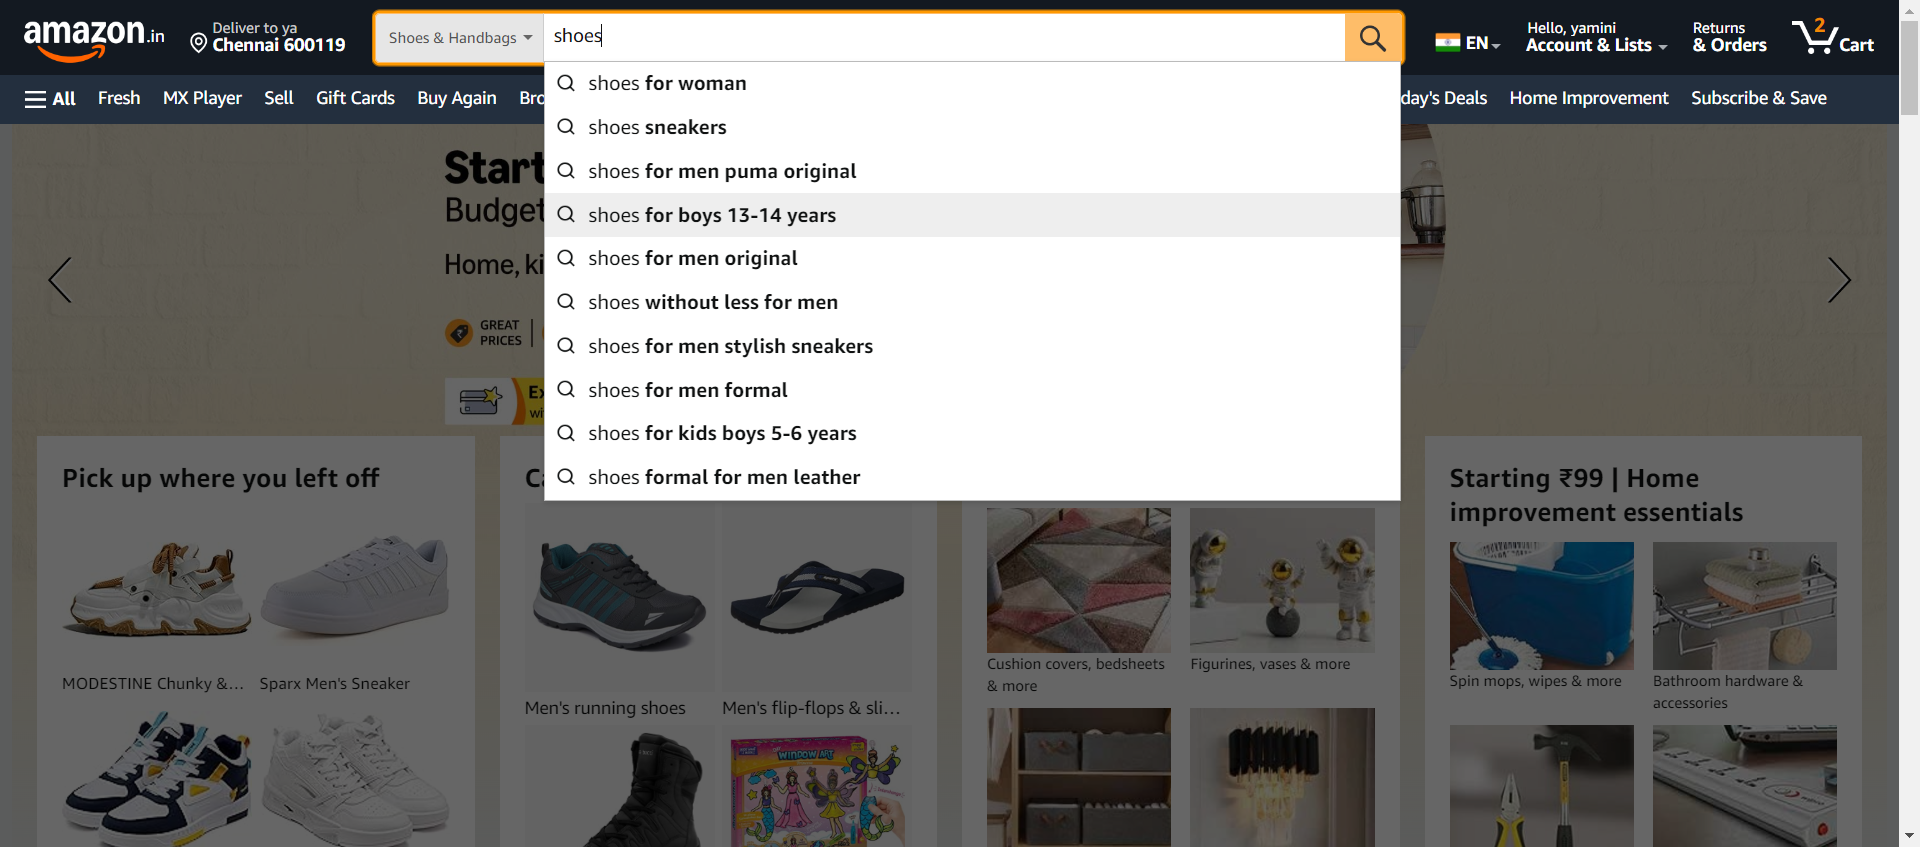 amazon.in
Deliver to ya
Chennai 600119
Shoes & Handbags
shoes
EN
Hello, yamini
Account & Lists
Returns
& Orders
2
Cart
All
Fresh
MX Player
Sell
Gift Cards
Buy Again
Bro
day's Deals
Home Improvement
Subscribe & Save
shoes for woman
shoes sneakers
shoes for men puma original
shoes for boys 13-14 years
shoes for men original
shoes without less for men
shoes for men stylish sneakers
shoes for men formal
shoes for kids boys 5-6 years
shoes formal for men leather
Start
Budget
Home, ki
GREAT
PRICES
Ex
wi
Pick up where you left off
MODESTINE Chunky &...
Sparx Men's Sneaker
Ca
Men's running shoes
Men's flip-flops & sli...
WINDOW ART
Cushion covers, bedsheets
& more
Figurines, vases & more
Starting ₹99 | Home
improvement essentials
Spin mops, wipes & more
Bathroom hardware &
accessories